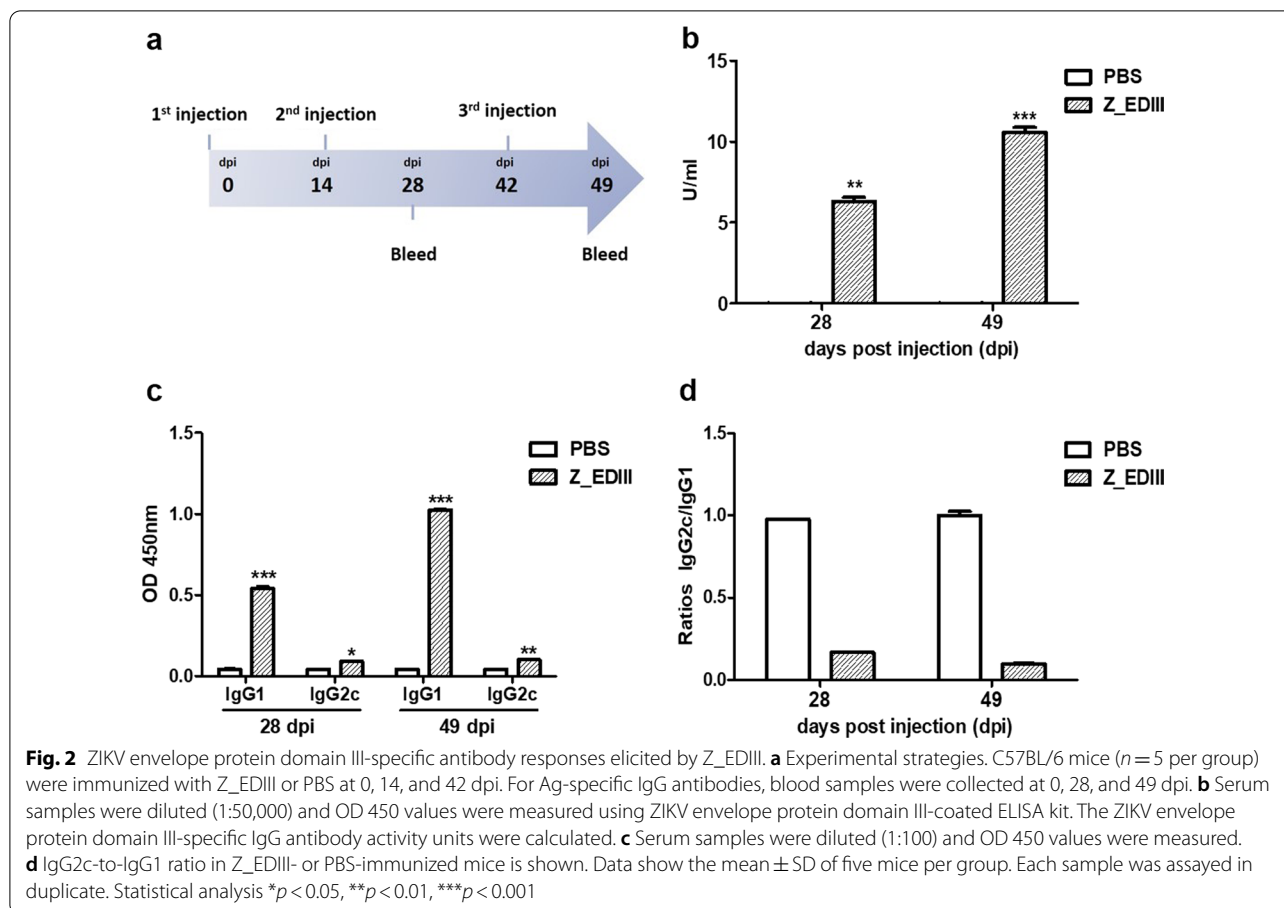 a
1st injection 2nd injection 3rd injection
dpi dpi dpi dpi dpi
0 14 28 42 49
Bleed Bleed
b
15
10
5
0
U/ml
PBS
Z_EDIII
**
***
28 49
days post injection (dpi)
c
1.5
1.0
0.5
0.0
OD 450nm
PBS
Z_EDIII
***
*
***
**
IgG1 IgG2c IgG1 IgG2c
28 dpi 49 dpi
d
1.5
1.0
0.5
0.0
Ratios IgG2c/IgG1
PBS
Z_EDIII
28 49
days post injection (dpi)
Fig. 2 ZIKV envelope protein domain III-specific antibody responses elicited by Z_EDIII. a Experimental strategies. C57BL/6 mice (n = 5 per group)
were immunized with Z_EDIII or PBS at 0, 14, and 42 dpi. For Ag-specific IgG antibodies, blood samples were collected at 0, 28, and 49 dpi. b Serum
samples were diluted (1:50,000) and OD 450 values were measured using ZIKV envelope protein domain III-coated ELISA kit. The ZIKV envelope
protein domain III-specific IgG antibody activity units were calculated. c Serum samples were diluted (1:100) and OD 450 values were measured.
d IgG2c-to-IgG1 ratio in Z_EDIII- or PBS-immunized mice is shown. Data show the mean ± SD of five mice per group. Each sample was assayed in
duplicate. Statistical analysis *p < 0.05, **p < 0.01, ***p < 0.001